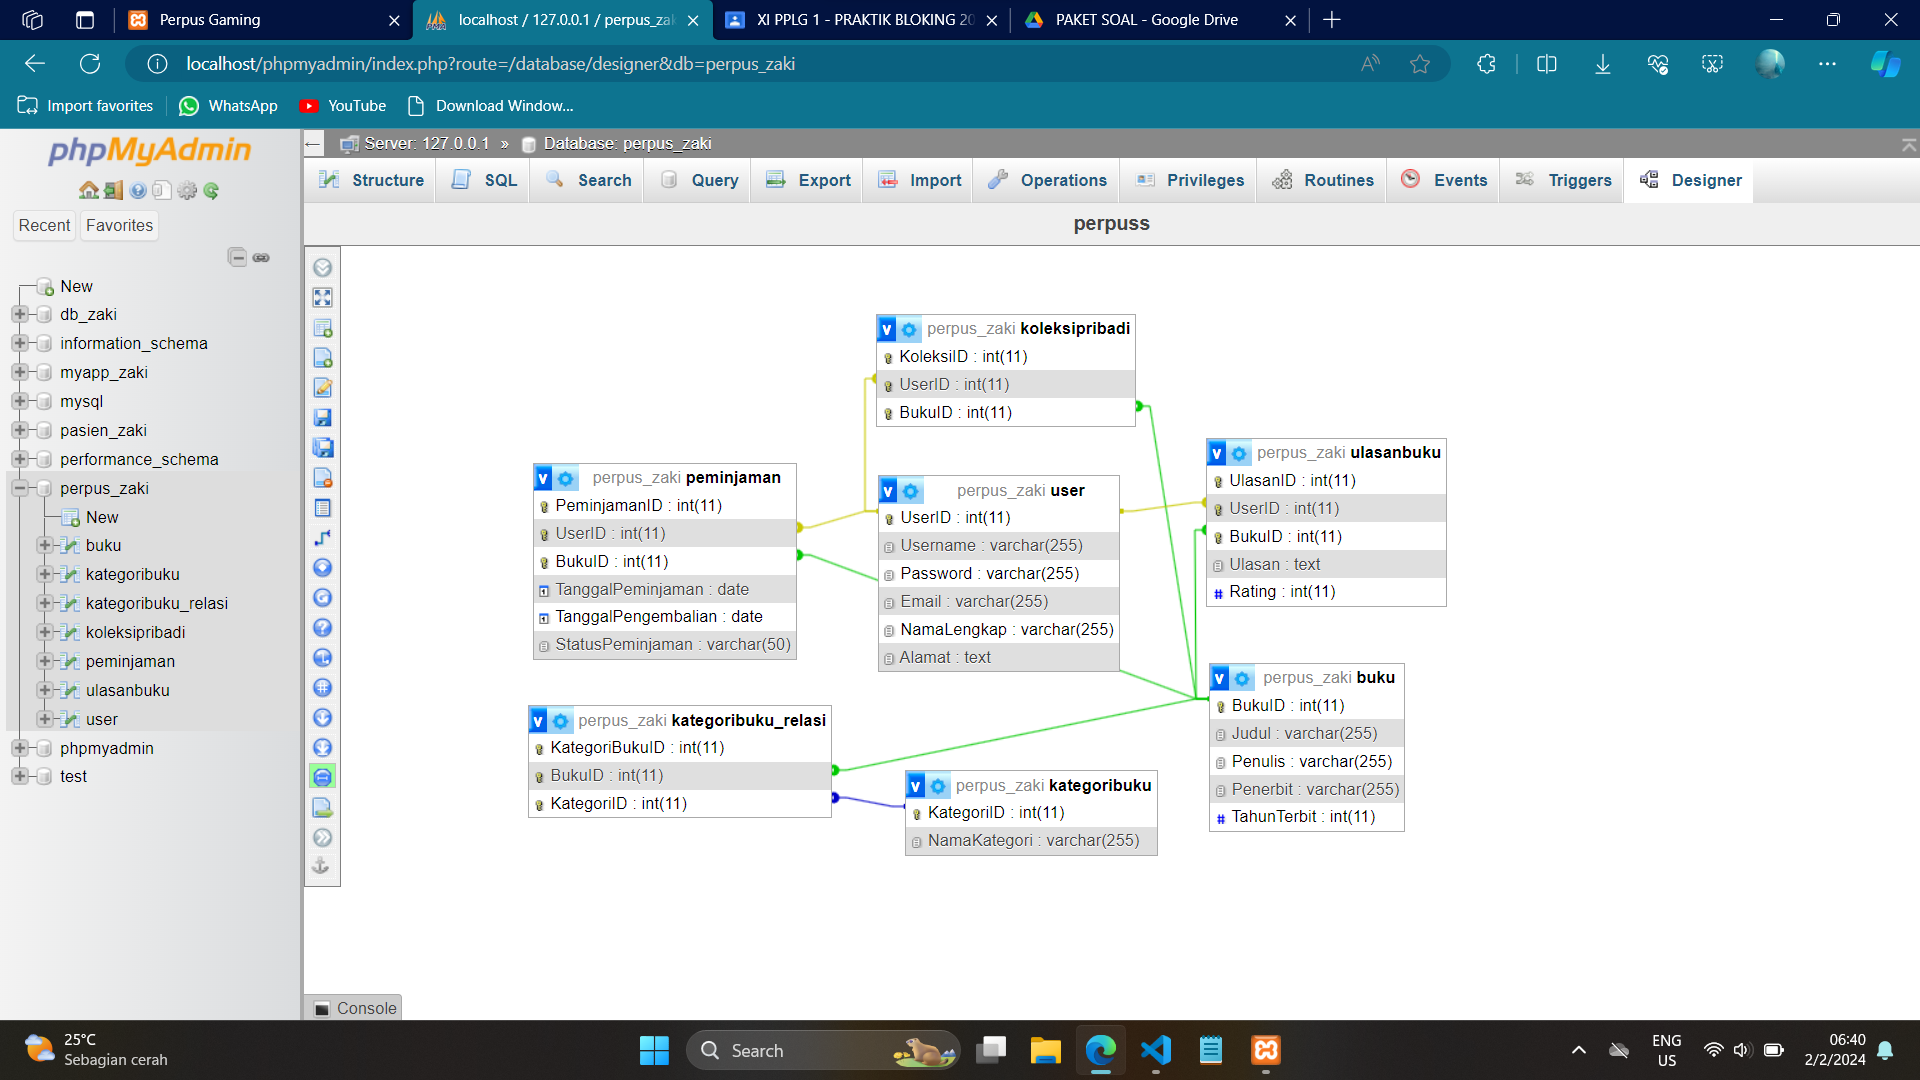 Perpus Gaming
localhost / 127.0.0.1 / perpus_zak
XI PPLG 1 - PRAKTIK BLOKING 20
PAKET SOAL - Google Drive
localhost/phpmyadmin/index.php?route=/database/designer&db=perpus_zaki
Import favorites
WhatsApp
YouTube
Download Window...
phpMyAdmin
Server: 127.0.0.1 » Database: perpus_zaki
Structure
SQL
Search
Query
Export
Import
Operations
Privileges
Routines
Events
Triggers
Designer
Recent
Favorites
perpuss
New
db_zaki
information_schema
myapp_zaki
mysql
pasien_zaki
performance_schema
perpus_zaki
New
buku
kategoribuku
kategoribuku_relasi
koleksipribadi
peminjaman
ulasanbuku
user
phpmyadmin
test
v perpus_zaki koleksipribadi
KoleksiID : int(11)
UserID : int(11)
BukuID : int(11)
v perpus_zaki peminjaman
PeminjamanID : int(11)
UserID : int(11)
BukuID : int(11)
TanggalPeminjaman : date
TanggalPengembalian : date
StatusPeminjaman : varchar(50)
v perpus_zaki user
UserID : int(11)
Username : varchar(255)
Password : varchar(255)
Email : varchar(255)
NamaLengkap : varchar(255)
Alamat : text
v perpus_zaki ulasanbuku
UlasanID : int(11)
UserID : int(11)
BukuID : int(11)
Ulasan : text
# Rating : int(11)
v perpus_zaki buku
BukuID : int(11)
Judul : varchar(255)
Penulis : varchar(255)
Penerbit : varchar(255)
# TahunTerbit : int(11)
v perpus_zaki kategoribuku_relasi
KategoriBukuID : int(11)
BukuID : int(11)
KategoriID : int(11)
v perpus_zaki kategoribuku
KategoriID : int(11)
NamaKategori : varchar(255)
Console
25°C
Sebagian cerah
Search
ENG
US
06:40
2/2/2024